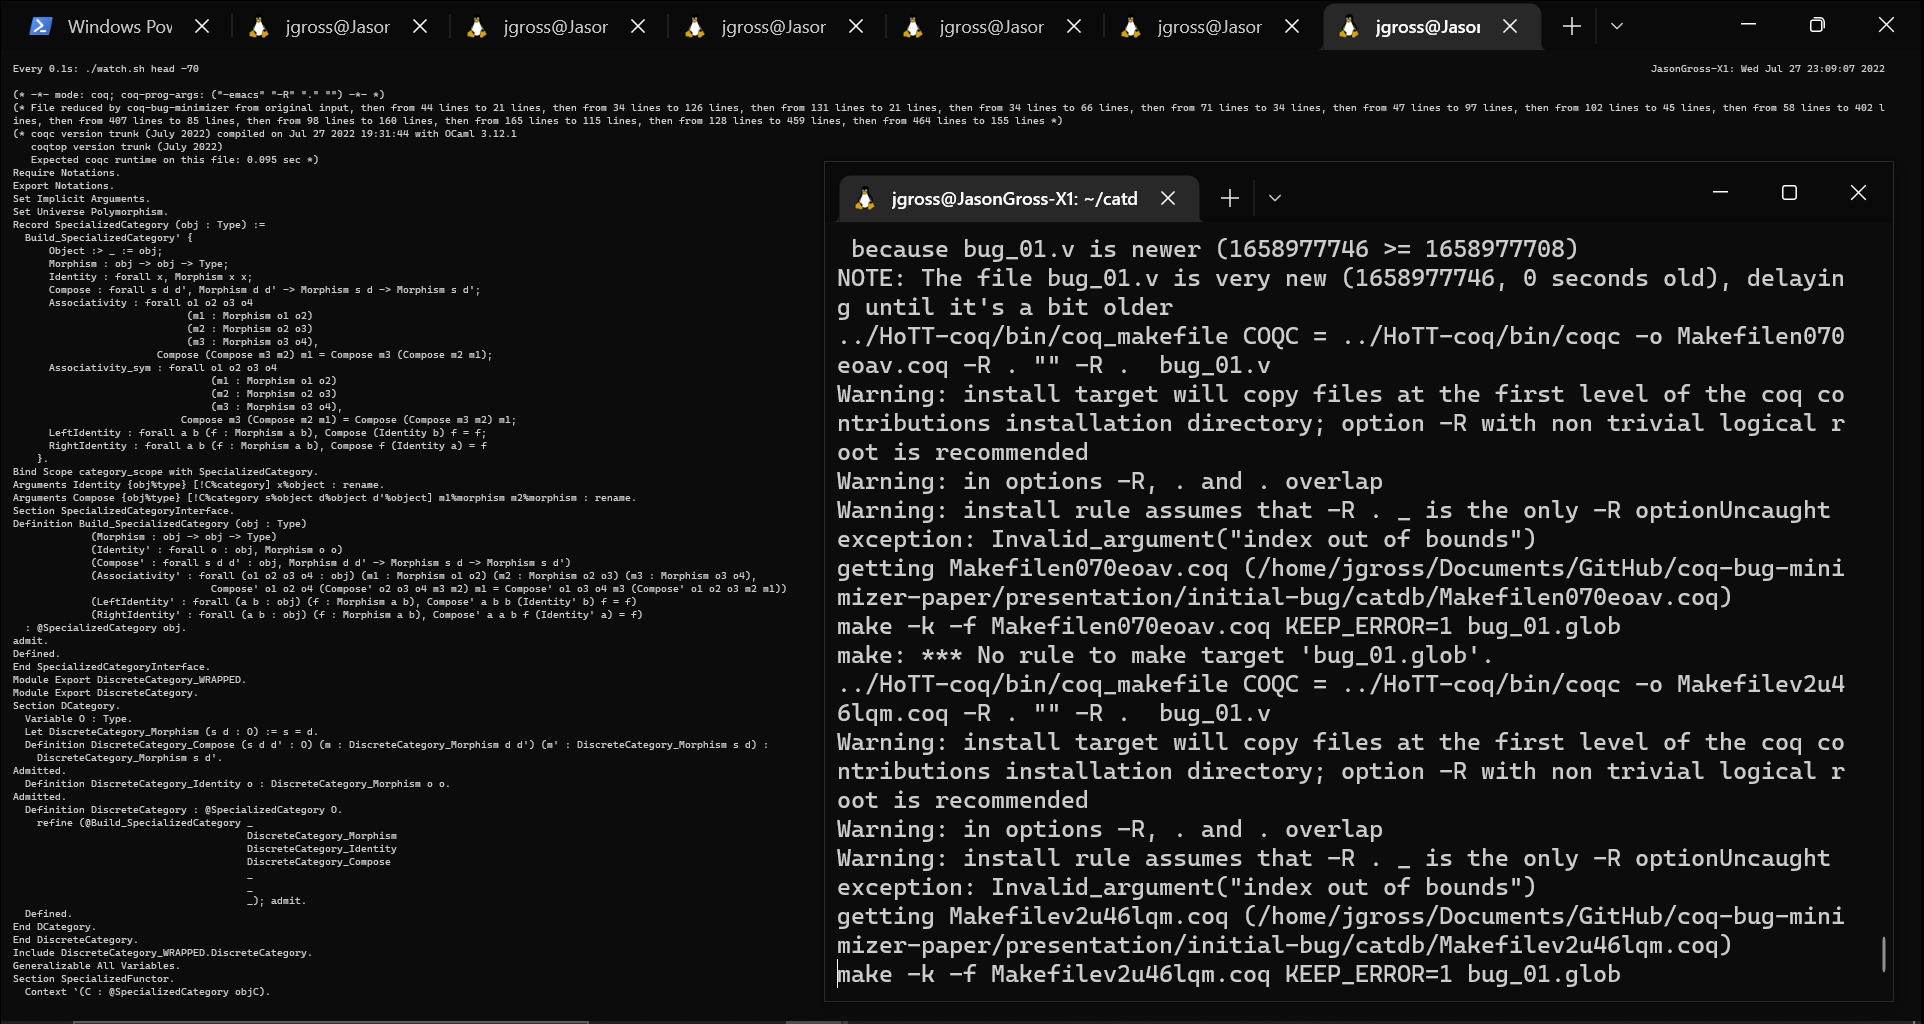 Windows Pov
jgross@Jasor
jgross@Jasor
jgross@Jasor
jgross@Jasor
jgross@Jasor
jgross@Jasor
Every 0.1s: ./watch.sh head -70
JasonGross-X1: Wed Jul 27 23:09:07 2022
(* -*- mode: coq; coq-prog-args: ("-emacs" "-R" "." "") -*- *)
(* File reduced by coq-bug-minimizer from original input, then from 44 lines to 21 lines, then from 34 lines to 126 lines, then from 131 lines to 21 lines, then from 34 lines to 66 lines, then from 71 lines to 34 lines, then from 47 lines to 97 lines, then from 102 lines to 45 lines, then from 58 lines to 402 l
ines, then from 407 lines to 85 lines, then from 98 lines to 160 lines, then from 165 lines to 115 lines, then from 128 lines to 459 lines, then from 464 lines to 155 lines *)
(* coqc version trunk (July 2022) compiled on Jul 27 2022 19:31:44 with OCaml 3.12.1
coqtop version trunk (July 2022)
Expected coqc runtime on this file: 0.095 sec *)
Require Notations.
Export Notations.
Set Implicit Arguments.
Set Universe Polymorphism.
Record SpecializedCategory (obj : Type) :=
Build_SpecializedCategory' {
Object :> _ := obj;
Morphism : obj -> obj -> Type;
Identity : forall x, Morphism x x;
Compose : forall s d d', Morphism d d' -> Morphism s d -> Morphism s d';
Associativity : forall o1 o2 o3 o4
(m1 : Morphism o1 o2)
(m2 : Morphism o2 o3)
(m3 : Morphism o3 o4),
Compose (Compose m3 m2) m1 = Compose m3 (Compose m2 m1);
Associativity_sym : forall o1 o2 o3 o4
(m1 : Morphism o1 o2)
(m2 : Morphism o2 o3)
(m3 : Morphism o3 o4),
Compose m3 (Compose m2 m1) = Compose (Compose m3 m2) m1;
LeftIdentity : forall a b (f : Morphism a b), Compose (Identity b) f = f;
RightIdentity : forall a b (f : Morphism a b), Compose f (Identity a) = f
}.
Bind Scope category_scope with SpecializedCategory.
Arguments Identity {obj%type} [!C%category] x%object : rename.
Arguments Compose {obj%type} [!C%category s%object d%object d'%object] m1%morphism m2%morphism : rename.
Section SpecializedCategoryInterface.
Definition Build_SpecializedCategory (obj : Type)
(Morphism : obj -> obj -> Type)
(Identity' : forall o : obj, Morphism o o)
(Compose' : forall s d d' : obj, Morphism d d' -> Morphism s d -> Morphism s d')
(Associativity' : forall (o1 o2 o3 o4 : obj) (m1 : Morphism o1 o2) (m2 : Morphism o2 o3) (m3 : Morphism o3 o4),
Compose' o1 o2 o4 (Compose' o2 o3 o4 m3 m2) m1 = Compose' o1 o3 o4 m3 (Compose' o1 o2 o3 m2 m1))
(LeftIdentity' : forall (a b : obj) (f : Morphism a b), Compose' a b b (Identity' b) f = f)
(RightIdentity' : forall (a b : obj) (f : Morphism a b), Compose' a a b f (Identity' a) = f)
: @SpecializedCategory obj.
admit.
Defined.
End SpecializedCategoryInterface.
Module Export DiscreteCategory_WRAPPED.
Module Export DiscreteCategory.
Section DCategory.
Variable O : Type.
Let DiscreteCategory_Morphism (s d : O) := s = d.
Definition DiscreteCategory_Compose (s d d' : O) (m : DiscreteCategory_Morphism d d') (m' : DiscreteCategory_Morphism s d) :
DiscreteCategory_Morphism s d'.
Admitted.
Definition DiscreteCategory_Identity o : DiscreteCategory_Morphism o o.
Admitted.
Definition DiscreteCategory : @SpecializedCategory O.
refine (@Build_SpecializedCategory _
DiscreteCategory_Morphism
DiscreteCategory_Identity
DiscreteCategory_Compose
_
_
_); admit.
Defined.
End DCategory.
End DiscreteCategory.
Include DiscreteCategory_WRAPPED.DiscreteCategory.
Generalizable All Variables.
Section SpecializedFunctor.
Context `(C : @SpecializedCategory objC).
jgross@JasonGross-X1: ~/catd
because bug_01.v is newer (1658977746 >= 1658977708)
NOTE: The file bug_01.v is very new (1658977746, 0 seconds old), delayin
g until it's a bit older
../HoTT-coq/bin/coq_makefile COQC = ../HoTT-coq/bin/coqc -o Makefilen070
eoav.coq -R . "" -R .  bug_01.v
Warning: install target will copy files at the first level of the coq co
ntributions installation directory; option -R with non trivial logical r
oot is recommended
Warning: in options -R, . and . overlap
Warning: install rule assumes that -R . _ is the only -R optionUncaught
exception: Invalid_argument("index out of bounds")
getting Makefilen070eoav.coq (/home/jgross/Documents/GitHub/coq-bug-mini
mizer-paper/presentation/initial-bug/catdb/Makefilen070eoav.coq)
make -k -f Makefilen070eoav.coq KEEP_ERROR=1 bug_01.glob
make: *** No rule to make target 'bug_01.glob'.
../HoTT-coq/bin/coq_makefile COQC = ../HoTT-coq/bin/coqc -o Makefilev2u4
6lqm.coq -R . "" -R .  bug_01.v
Warning: install target will copy files at the first level of the coq co
ntributions installation directory; option -R with non trivial logical r
oot is recommended
Warning: in options -R, . and . overlap
Warning: install rule assumes that -R . _ is the only -R optionUncaught
exception: Invalid_argument("index out of bounds")
getting Makefilev2u46lqm.coq (/home/jgross/Documents/GitHub/coq-bug-mini
mizer-paper/presentation/initial-bug/catdb/Makefilev2u46lqm.coq)
make -k -f Makefilev2u46lqm.coq KEEP_ERROR=1 bug_01.glob